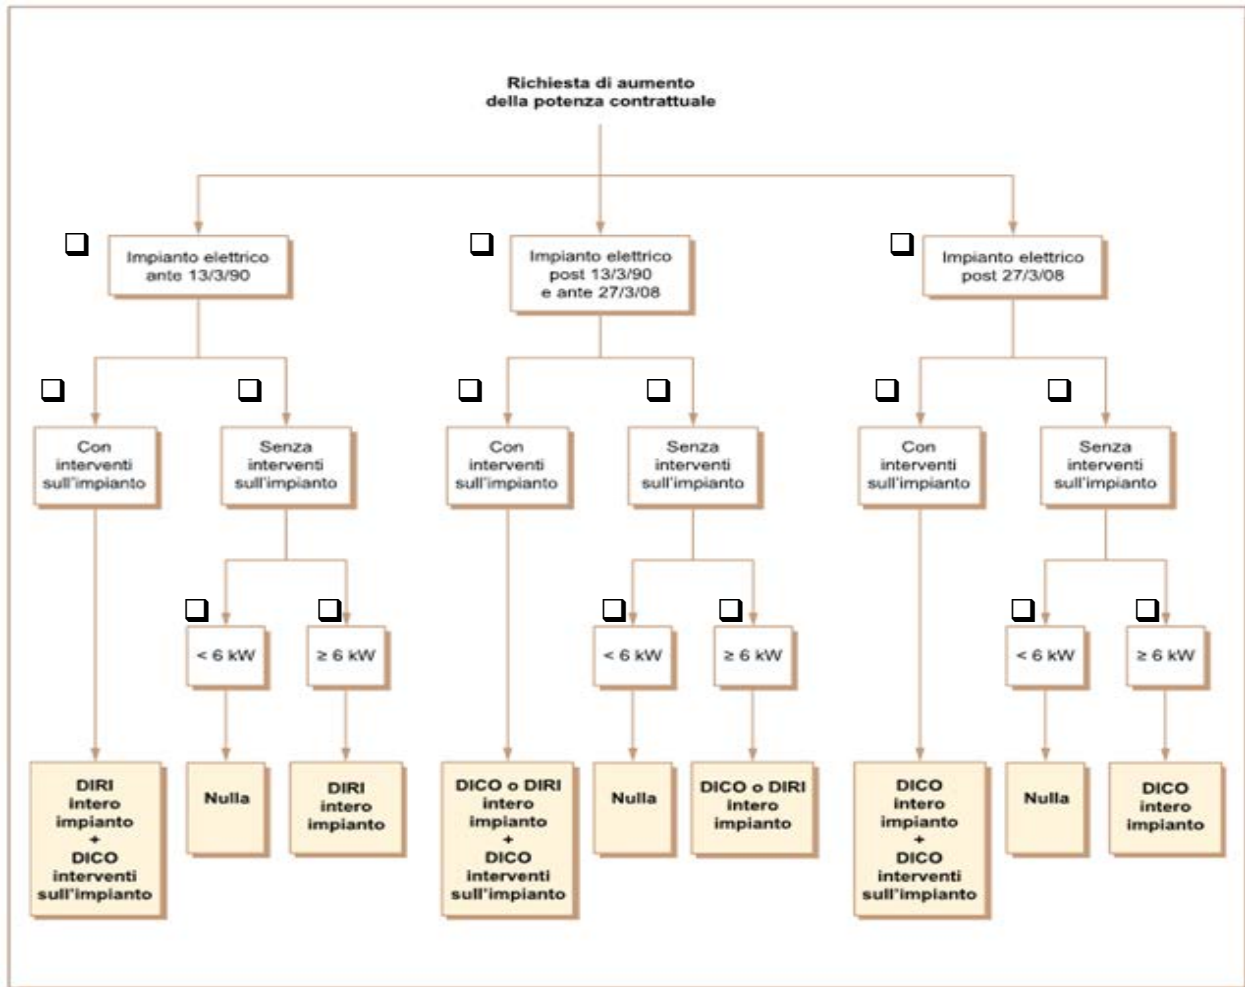 Richiesta di aumento
della potenza contrattuale
Impianto elettrico
ante 13/3/90
Impianto elettrico
post 13/3/90
e ante 27/3/08
Impianto elettrico
post 27/3/08
Con
interventi
sull'impianto
Senza
interventi
sull'impianto
Con
interventi
sull'impianto
Senza
interventi
sull'impianto
Con
interventi
sull'impianto
Senza
interventi
sull'impianto
< 6 kW
≥ 6 kW
< 6 kW
≥ 6 kW
< 6 kW
≥ 6 kW
DIRI
intero
impianto
+
DICO
interventi
sull'impianto
Nulla
DIRI
intero
impianto
DICO o DIRI
intero
impianto
+
DICO
interventi
sull'impianto
Nulla
DICO o DIRI
intero
impianto
DICO
intero
impianto
+
DICO
interventi
sull'impianto
Nulla
DICO
intero
impianto